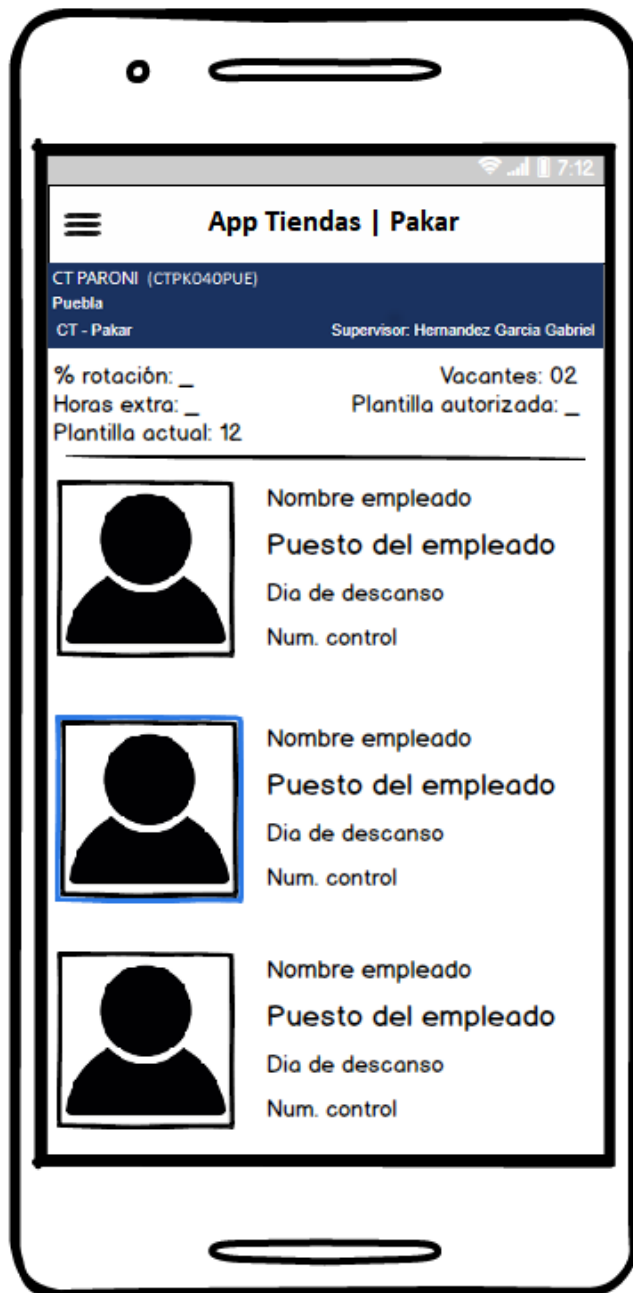 7:12
App Tiendas | Pakar
CT PARONI (CTPK040PUE)
Puebla
CT - Pakar Supervisor: Hernandez Garcia Gabriel
% rotación: _ Vacantes: 02
Horas extra: _ Plantilla autorizada: _
Plantilla actual: 12
Nombre empleado
Puesto del empleado
Dia de descanso
Num. control
Nombre empleado
Puesto del empleado
Dia de descanso
Num. control
Nombre empleado
Puesto del empleado
Dia de descanso
Num. control